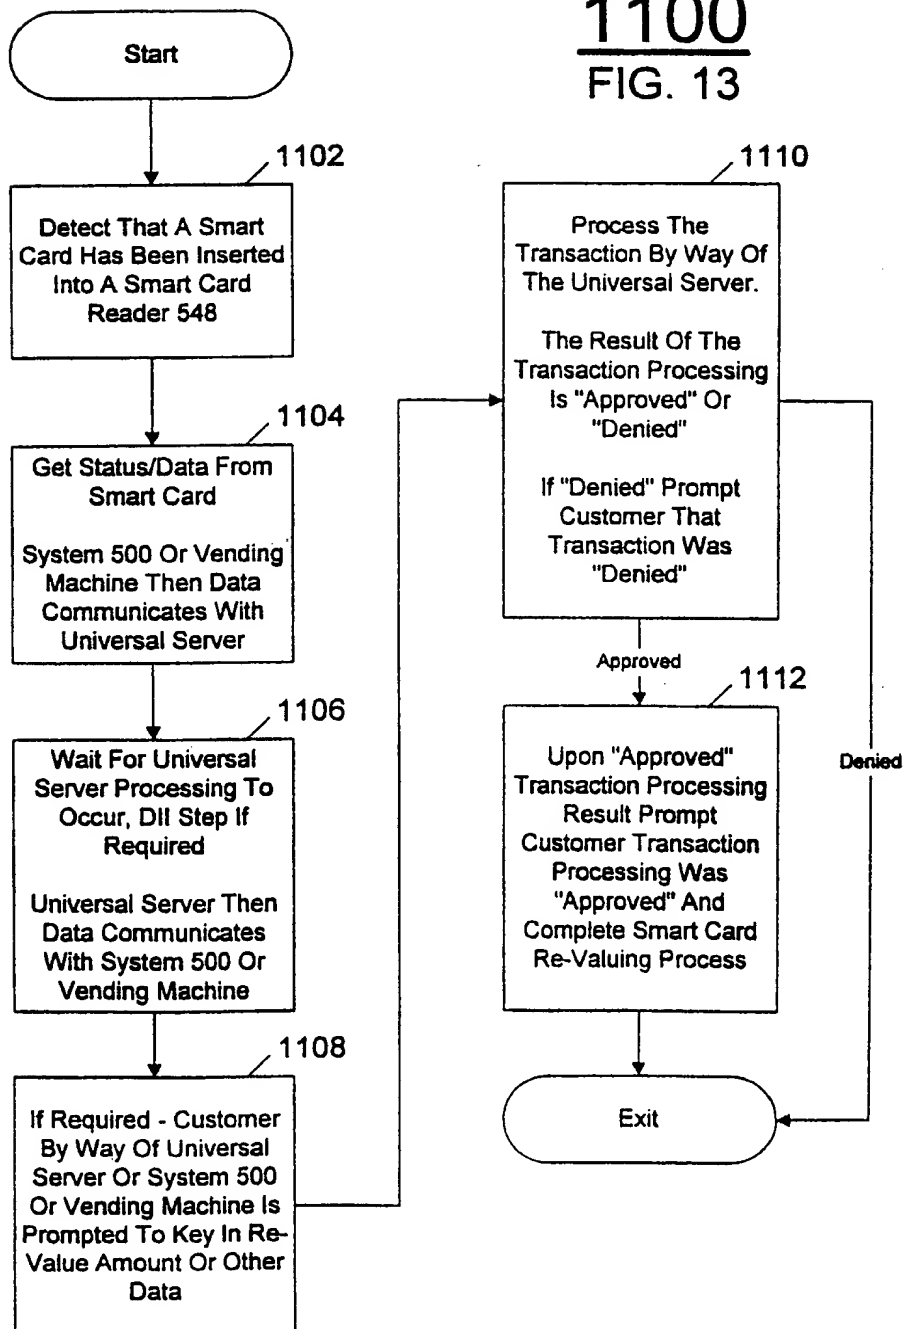 1100
FIG. 13
Start
1102
Detect That A Smart
Card Has Been Inserted
Into A Smart Card
Reader 548
1104
Get Status/Data From
Smart Card
System 500 Or Vending
Machine Then Data
Communicates With
Universal Server
1106
Wait For Universal
Server Processing To
Occur, DII Step If
Required
Universal Server Then
Data Communicates
With System 500 Or
Vending Machine
1108
If Required - Customer
By Way Of Universal
Server Or System 500
Or Vending Machine Is
Prompted To Key In Re-
Value Amount Or Other
Data
1110
Process The
Transaction By Way Of
The Universal Server.
The Result Of The
Transaction Processing
Is "Approved" Or
"Denied"
If "Denied" Prompt
Customer That
Transaction Was
"Denied"
Approved
Denied
1112
Upon "Approved"
Transaction Processing
Result Prompt
Customer Transaction
Processing Was
"Approved" And
Complete Smart Card
Re-Valuing Process
Exit